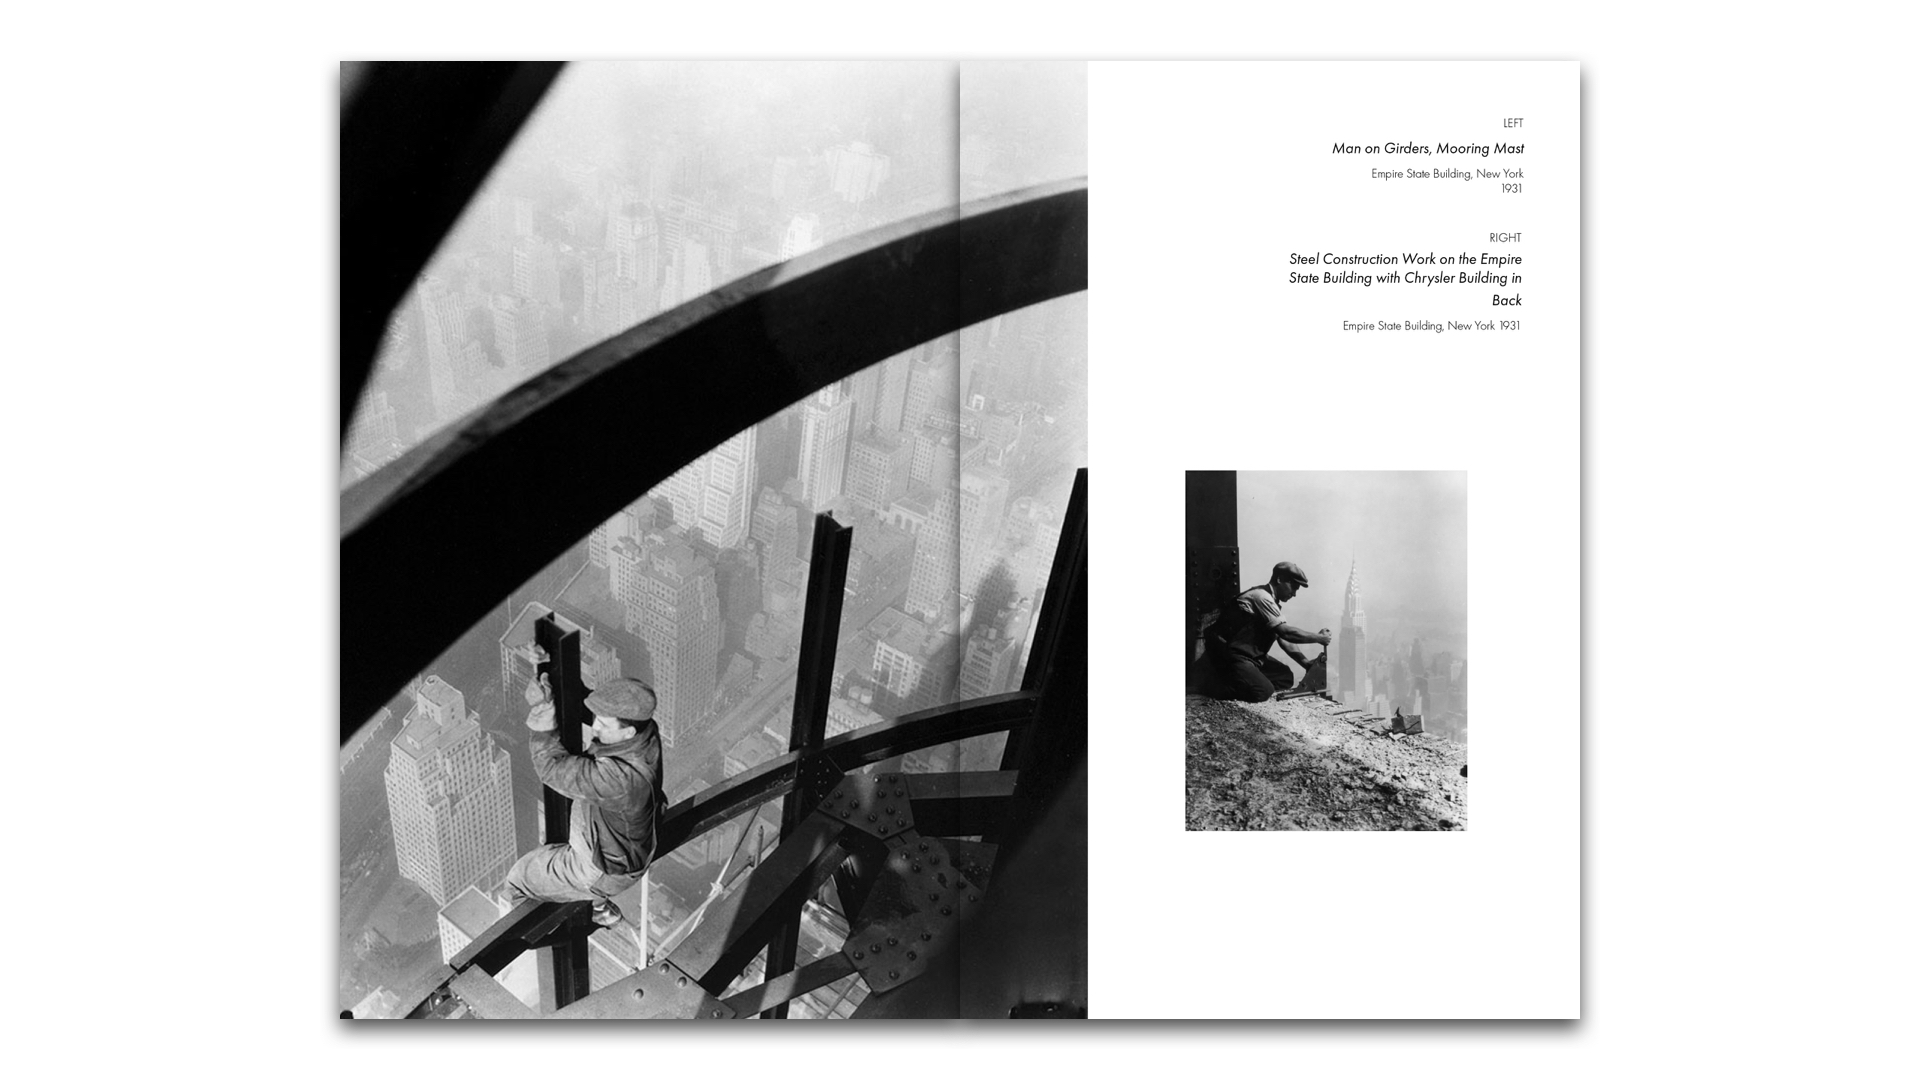 LEFT
Man on Girders, Mooring Mast
Empire State Building, New York
1931
RIGHT
Steel Construction Work on the Empire
State Building with Chrysler Building in
Back
Empire State Building, New York 1931